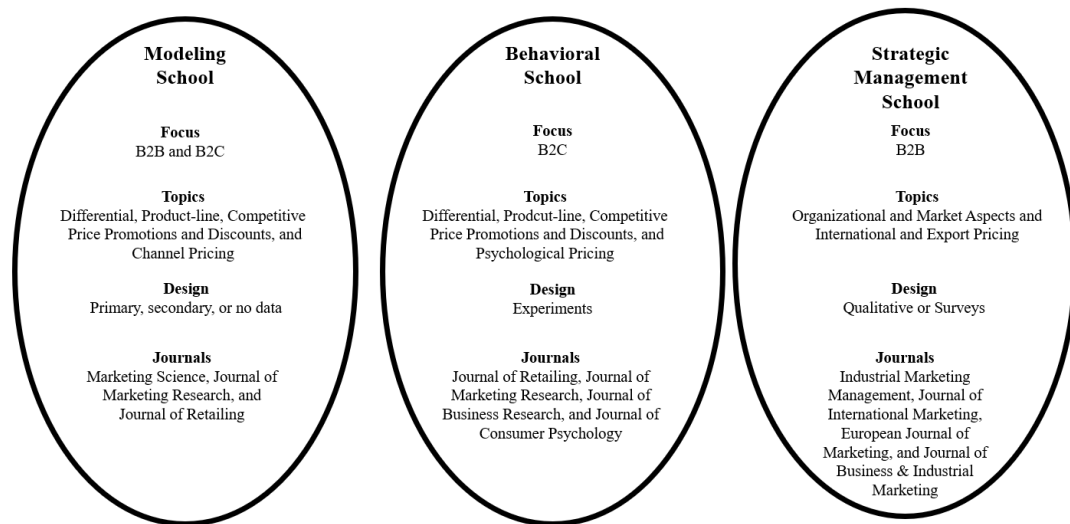 Modeling
School
Focus
B2B and B2C
Topics
Differential, Product-line, Competitive
Price Promotions and Discounts, and
Channel Pricing
Design
Primary, secondary, or no data
Journals
Marketing Science, Journal of
Marketing Research, and
Journal of Retailing
Behavioral
School
Focus
B2C
Topics
Differential, Prodcut-line, Competitive
Price Promotions and Discounts, and
Psychological Pricing
Design
Experiments
Journals
Journal of Retailing, Journal of
Marketing Research, Journal of
Business Research, and Journal of
Consumer Psychology
Strategic
Management
School
Focus
B2B
Topics
Organizational and Market Aspects and
International and Export Pricing
Design
Qualitative or Surveys
Journals
Industrial Marketing
Management, Journal of
International Marketing,
European Journal of
Marketing, and Journal of
Business & Industrial
Marketing